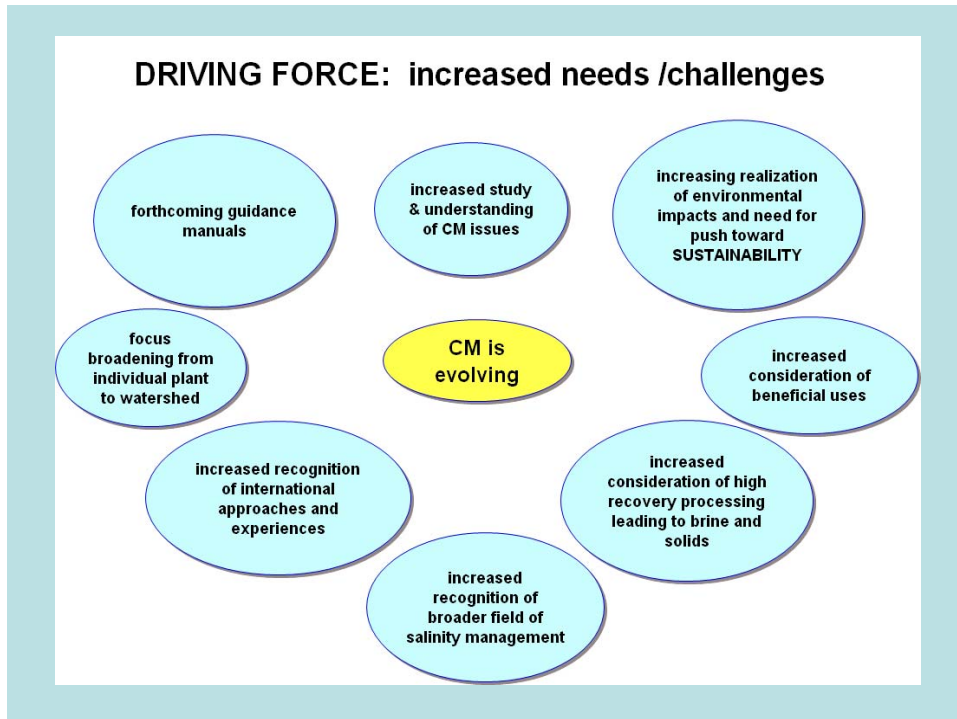 DRIVING FORCE:  increased needs /challenges
forthcoming guidance
manuals
increased study
& understanding
of CM issues
increasing realization
of environmental
impacts and need for
push toward
SUSTAINABILITY
focus
broadening from
individual plant
to watershed
CM is
evolving
increased
consideration of
beneficial uses
increased recognition
of international
approaches and
experiences
increased
consideration of high
recovery processing
leading to brine and
solids
increased
recognition of
broader field of
salinity management